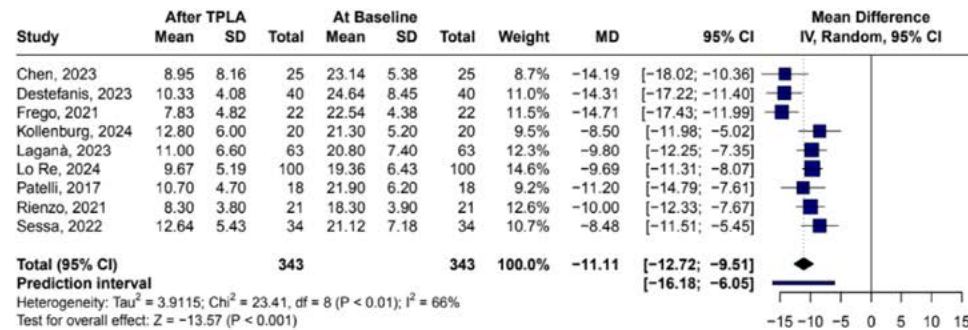 After TPLA At Baseline Mean Difference
Study Mean SD Total Mean SD Total Weight MD 95% CI IV, Random, 95% CI
Chen, 2023 8.95 8.16 25 23.14 5.38 25 8.7% −14.19 [−18.02; −10.36]
Destefanis, 2023 10.33 4.08 40 24.64 8.45 40 11.0% −14.31 [−17.22; −11.40]
Frego, 2021 7.83 4.82 22 22.54 4.38 22 11.5% −14.71 [−17.43; −11.99]
Kollenburg, 2024 12.80 6.00 20 21.30 5.20 20 9.5% −8.50 [−11.98; −5.02]
Laganà, 2023 11.00 6.60 63 20.80 7.40 63 12.3% −9.80 [−12.25; −7.35]
Lo Re, 2024 9.67 5.19 100 19.36 6.43 100 14.6% −9.69 [−11.31; −8.07]
Patelli, 2017 10.70 4.70 18 21.90 6.20 18 9.2% −11.20 [−14.79; −7.61]
Rienzo, 2021 8.30 3.80 21 18.30 3.90 21 12.6% −10.00 [−12.33; −7.67]
Sessa, 2022 12.64 5.43 34 21.12 7.18 34 10.7% −8.48 [−11.51; −5.45]
Total (95% CI) 343 343 100.0% −11.11 [−12.72; −9.51]
Prediction interval [−16.18; −6.05]
Heterogeneity: Tau² = 3.9115; Chi² = 23.41, df = 8 (P < 0.01); I² = 66%
Test for overall effect: Z = −13.57 (P < 0.001)
−15 −10 −5 0 5 10 15